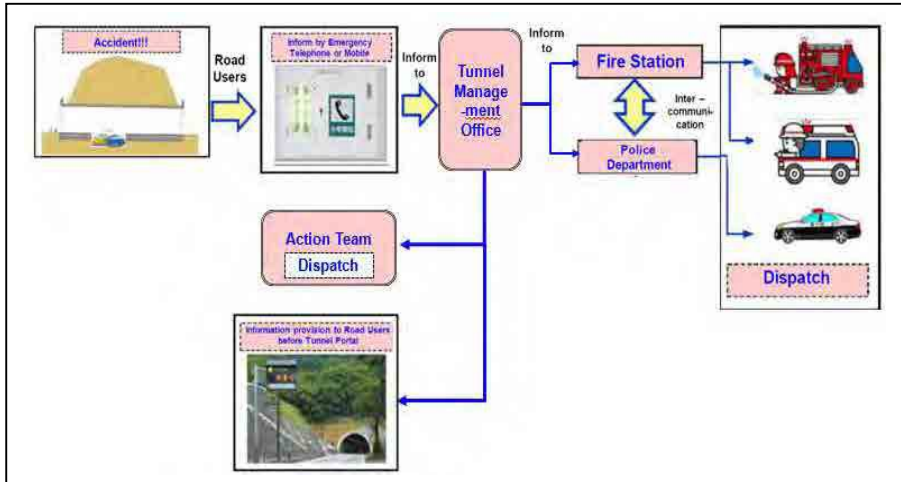 Accident!!!
Road
Users
Inform by Emergency
Telephone or Mobile
Inform
to
Tunnel
Manage
-ment
Office
Inform
to
Fire Station
Inter –
communi-
cation
Police
Department
Dispatch
Action Team
Dispatch
Information provision to Road Users
before Tunnel Portal